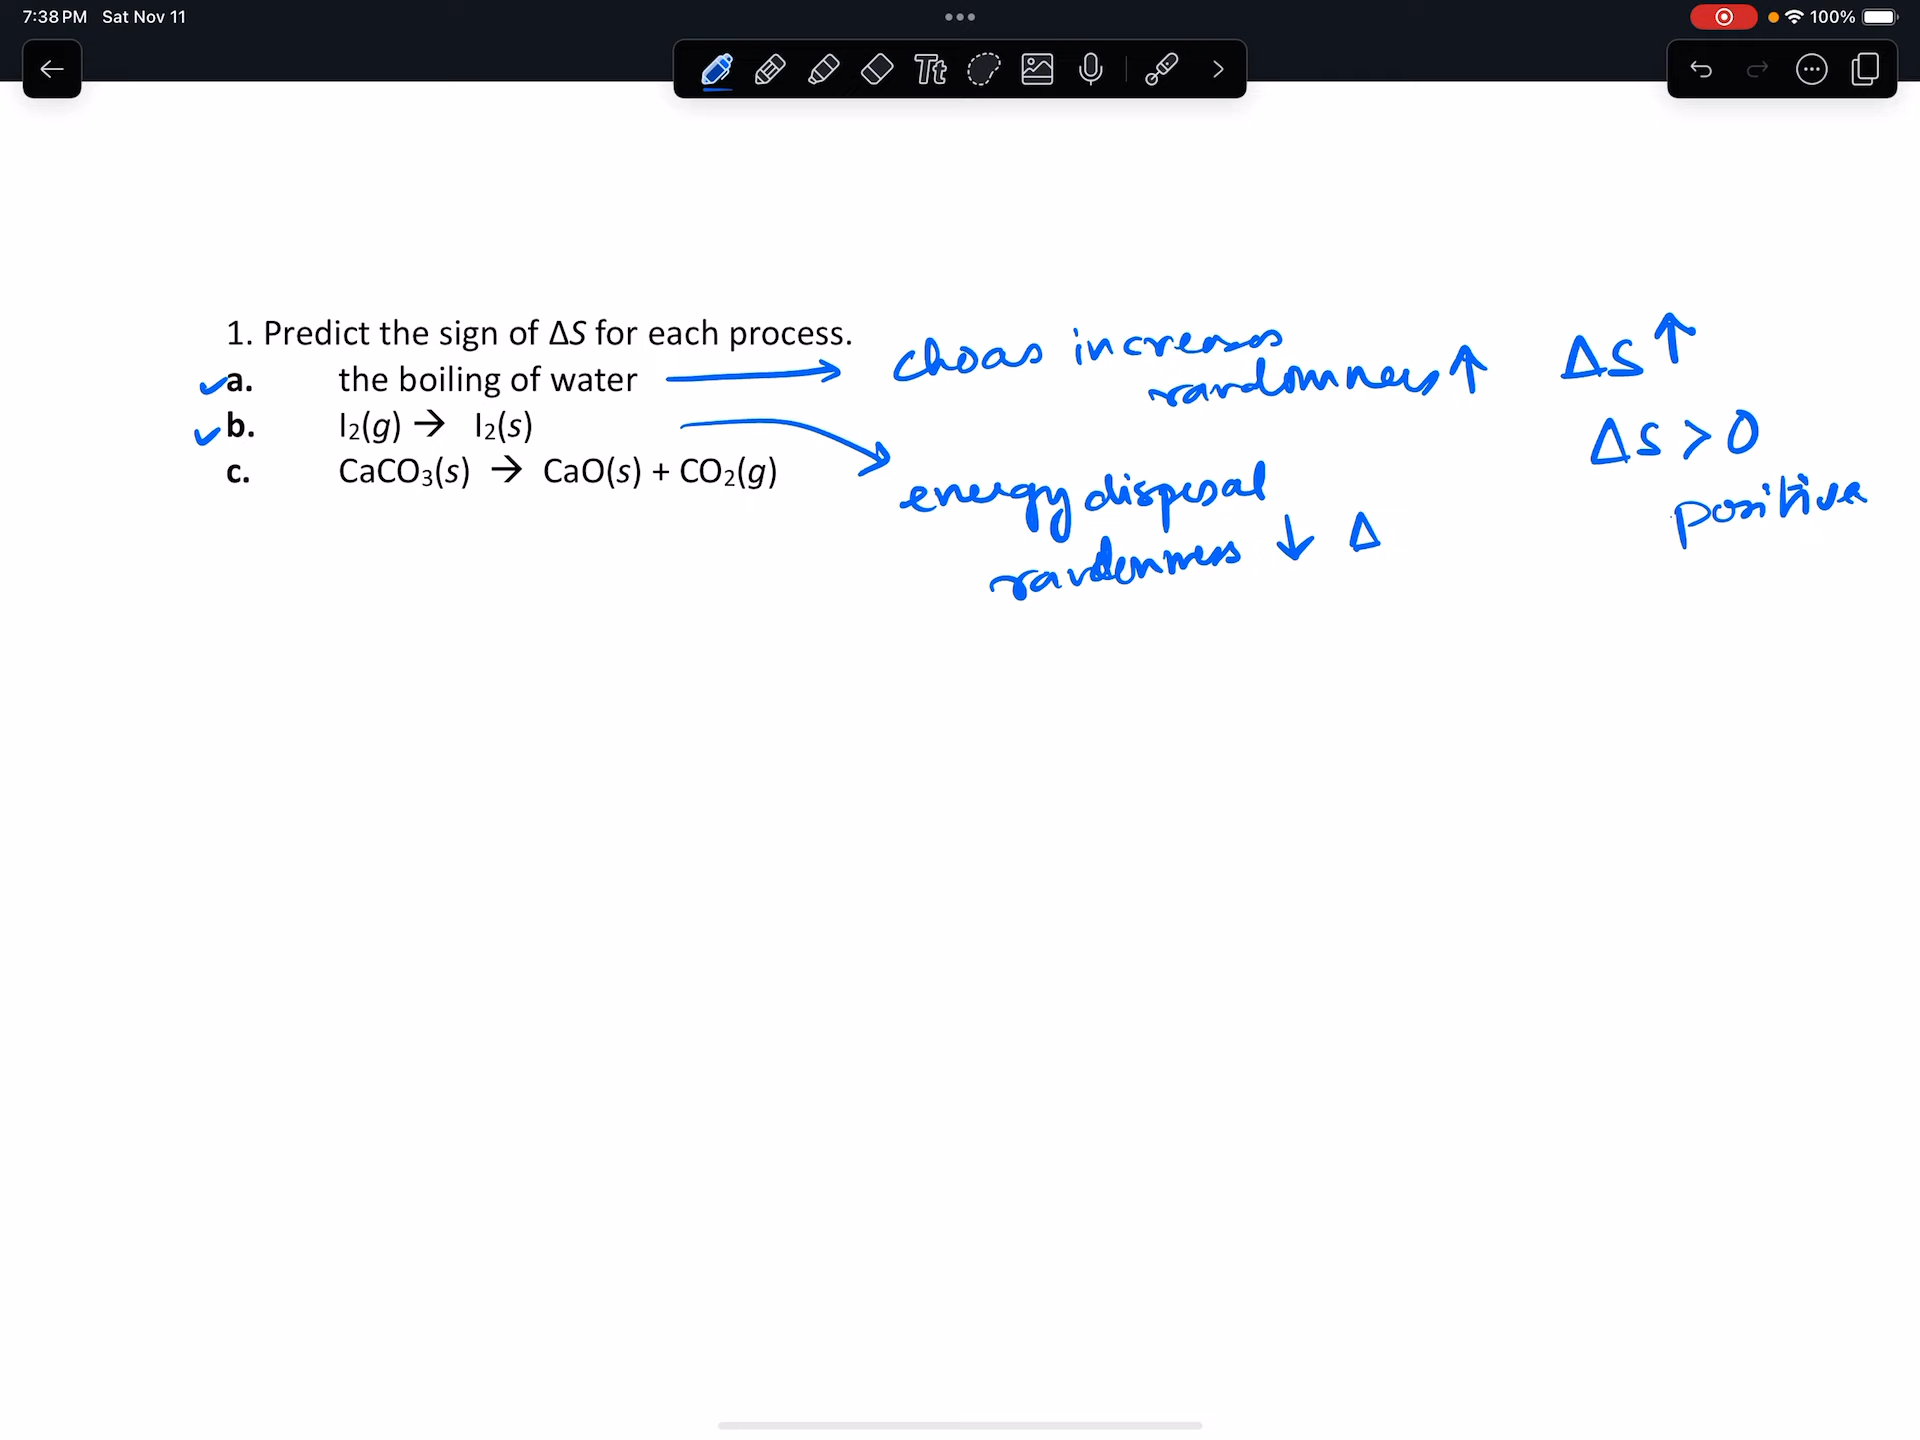 7:38 PM Sat Nov 11
100%
Tt
1. Predict the sign of ΔS for each process.
a. the boiling of water
b. I₂(g) → I₂(s)
c. CaCO₃(s) → CaO(s) + CO₂(g)
choas increases
randomness ↑
ΔS ↑
ΔS > 0
positive
energy dispersal
randomness ↓ Δ